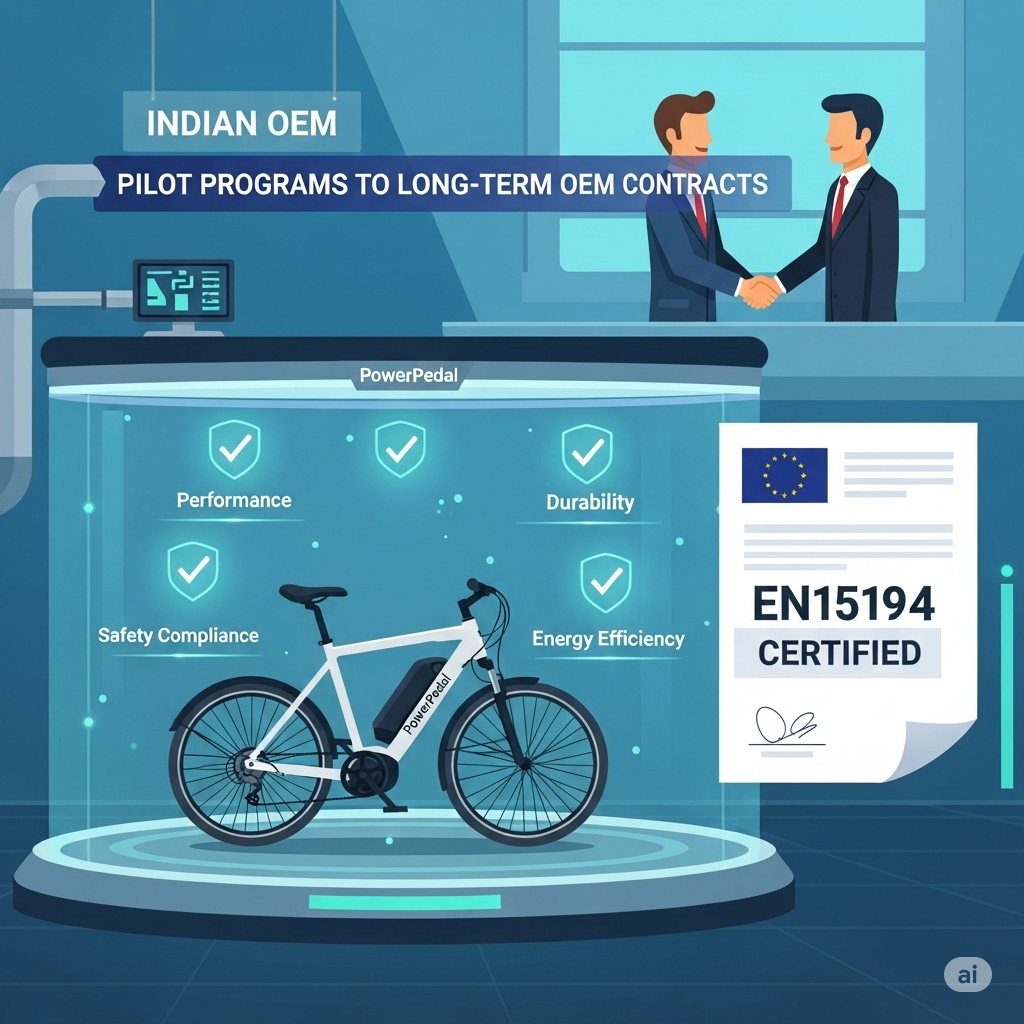 INDIAN OEM
PILOT PROGRAMS TO LONG-TERM OEM CONTRACTS
PowerPedal
Performance
Durability
Safety Compliance
Energy Efficiency
PowerPedal
EN15194
CERTIFIED
ai